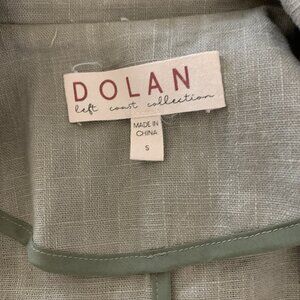 DOLAN
left coast collection
MADE IN
CHINA
S